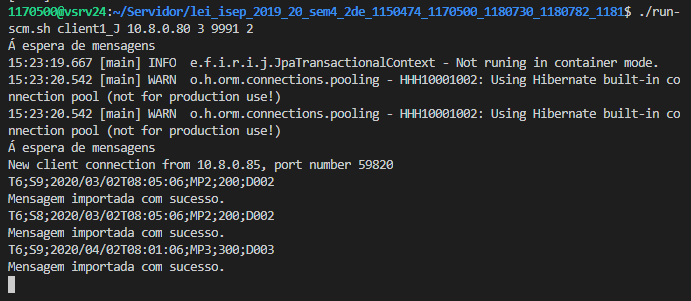 1170500@vsrv24:~/Servidor/lei_isep_2019_20_sem4_2de_1150474_1170500_1180730_1180782_1181$ ./run-
scm.sh client1_J 10.8.0.80 3 9991 2
Á espera de mensagens
15:23:19.667 [main] INFO  e.f.i.r.i.j.JpaTransactionalContext - Not runing in container mode.
15:23:20.542 [main] WARN  o.h.orm.connections.pooling - HHH10001002: Using Hibernate built-in co
nnection pool (not for production use!)
15:23:20.542 [main] WARN  o.h.orm.connections.pooling - HHH10001002: Using Hibernate built-in co
nnection pool (not for production use!)
Á espera de mensagens
New client connection from 10.8.0.85, port number 59820
T6;S9;2020/03/02T08:05:06;MP2;200;D002
Mensagem importada com sucesso.
T6;S8;2020/02/02T08:05:06;MP2;200;D002
Mensagem importada com sucesso.
T6;S9;2020/04/02T08:01:06;MP3;300;D003
Mensagem importada com sucesso.